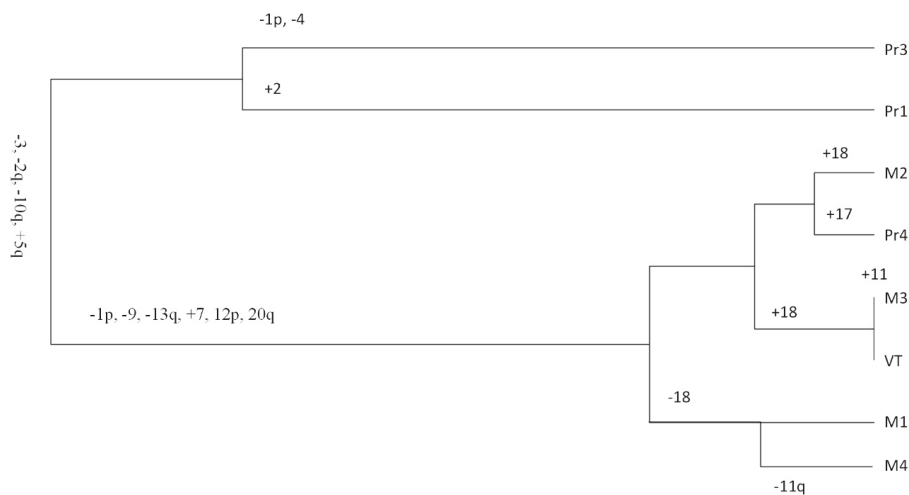 -1p, -4
Pr3
+2
Pr1
-3, -2q, -10q, +5q
+18
M2
+17
Pr4
+11
M3
-1p, -9, -13q, +7, 12p, 20q
+18
VT
-18
M1
M4
-11q